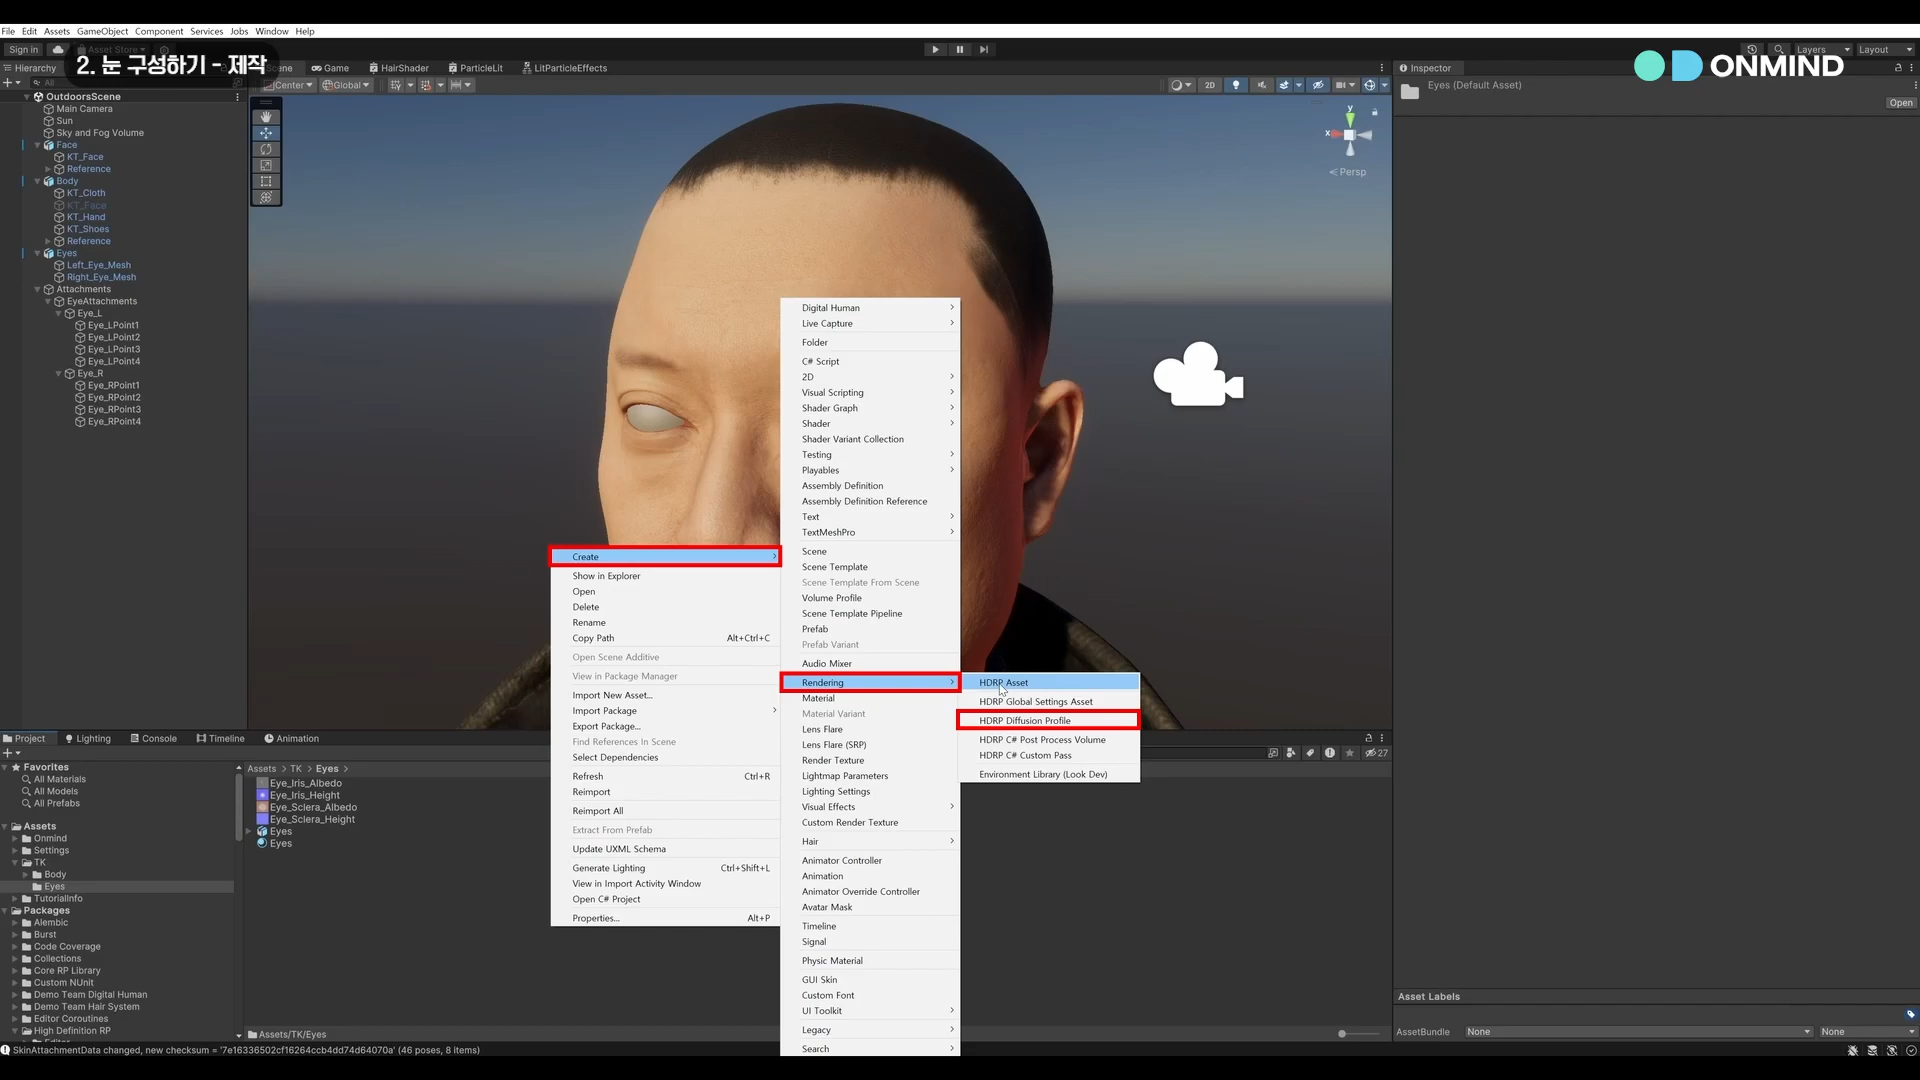 File Edit Assets GameObject Component Services Jobs Window Help
Sign in Asset Store
2. 눈 구성하기 - 제작
ONMIND
Layers Layout
Hierarchy
Scene Game HairShader ParticleLit LitParticleEffects
Inspector
All
Center Global
2D
Eyes (Default Asset)
Open
OutdoorsScene
Main Camera
Sun
Sky and Fog Volume
Face
KT_Face
Reference
Body
KT_Cloth
KT_Face
KT_Hand
KT_Shoes
Reference
Eyes
Left_Eye_Mesh
Right_Eye_Mesh
Attachments
EyeAttachments
Eye_L
Eye_LPoint1
Eye_LPoint2
Eye_LPoint3
Eye_LPoint4
Eye_R
Eye_RPoint1
Eye_RPoint2
Eye_RPoint3
Eye_RPoint4
y
x
Persp
Create
Show in Explorer
Open
Delete
Rename
Copy Path Alt+Ctrl+C
Open Scene Additive
View in Package Manager
Import New Asset...
Import Package
Export Package...
Find References In Scene
Select Dependencies
Refresh Ctrl+R
Reimport
Reimport All
Extract From Prefab
Update UXML Schema
Generate Lighting Ctrl+Shift+L
View in Import Activity Window
Open C# Project
Properties... Alt+P
Digital Human
Live Capture
Folder
C# Script
2D
Visual Scripting
Shader Graph
Shader
Shader Variant Collection
Testing
Playables
Assembly Definition
Assembly Definition Reference
Text
TextMeshPro
Scene
Scene Template
Scene Template From Scene
Volume Profile
Scene Template Pipeline
Prefab
Prefab Variant
Audio Mixer
Rendering
Material
Material Variant
Lens Flare
Lens Flare (SRP)
Render Texture
Lightmap Parameters
Lighting Settings
Visual Effects
Custom Render Texture
Hair
Animator Controller
Animation
Animator Override Controller
Avatar Mask
Timeline
Signal
Physic Material
GUI Skin
Custom Font
UI Toolkit
Legacy
Search
HDRP Asset
HDRP Global Settings Asset
HDRP Diffusion Profile
HDRP C# Post Process Volume
HDRP C# Custom Pass
Environment Library (Look Dev)
Project Lighting Console Timeline Animation
27
Favorites
All Materials
All Models
All Prefabs
Assets
Onmind
Settings
TK
Body
Eyes
TutorialInfo
Packages
Alembic
Burst
Code Coverage
Collections
Core RP Library
Custom NUnit
Demo Team Digital Human
Demo Team Hair System
Editor Coroutines
High Definition RP
Assets > TK > Eyes >
Eye_Iris_Albedo
Eye_Iris_Height
Eye_Sclera_Albedo
Eye_Sclera_Height
Eyes
Eyes
Assets/TK/Eyes
Asset Labels
AssetBundle None None
SkinAttachmentData changed, new checksum = '7e16336502cf16264ccb4dd74d64070a' (46 poses, 8 items)